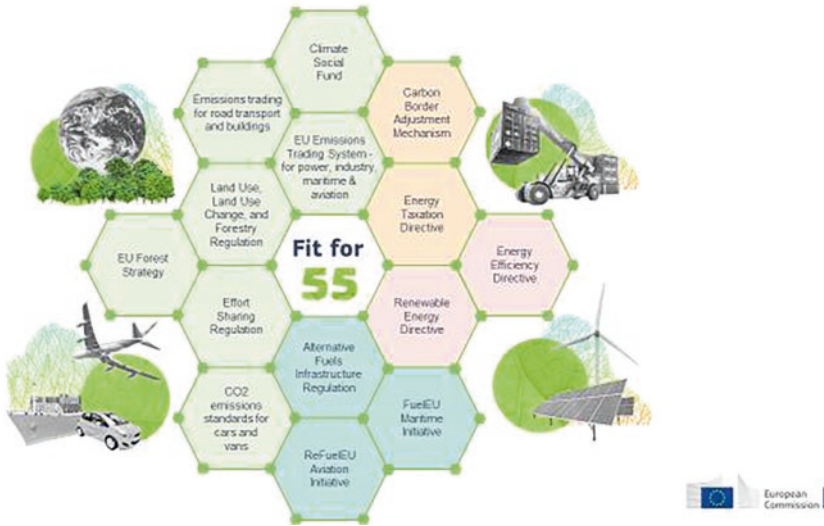 Climate
Social
Fund
Emissions trading
for road transport
and buildings
Carbon
Border
Adjustment
Mechanism
EU Emissions
Trading System -
for power, industry,
maritime &
aviation
Land Use,
Land Use
Change, and
Forestry
Regulation
Energy
Taxation
Directive
EU Forest
Strategy
Fit for
55
Energy
Efficiency
Directive
Effort
Sharing
Regulation
Renewable
Energy
Directive
Alternative
Fuels
Infrastructure
Regulation
CO2
emissions
standards for
cars and
vans
FuelEU
Maritime
Initiative
ReFuelEU
Aviation
Initiative
European
Commission